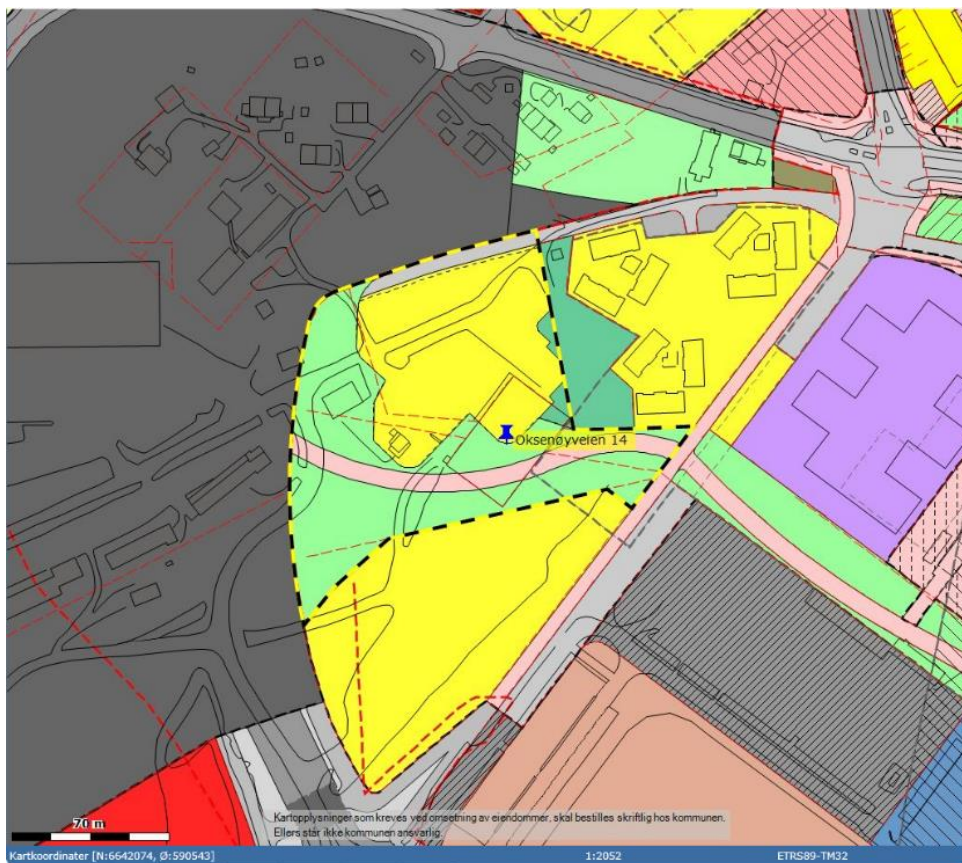 Oksenøyveien 14
70 m
Kartopplysninger som kreves ved omsetning av eiendommer, skal bestilles skriftlig hos kommunen.
Ellers står ikke kommunen ansvarlig.
Kartkoordinater [N:6642074, Ø:590543]
1:2052
ETRS89-TM32